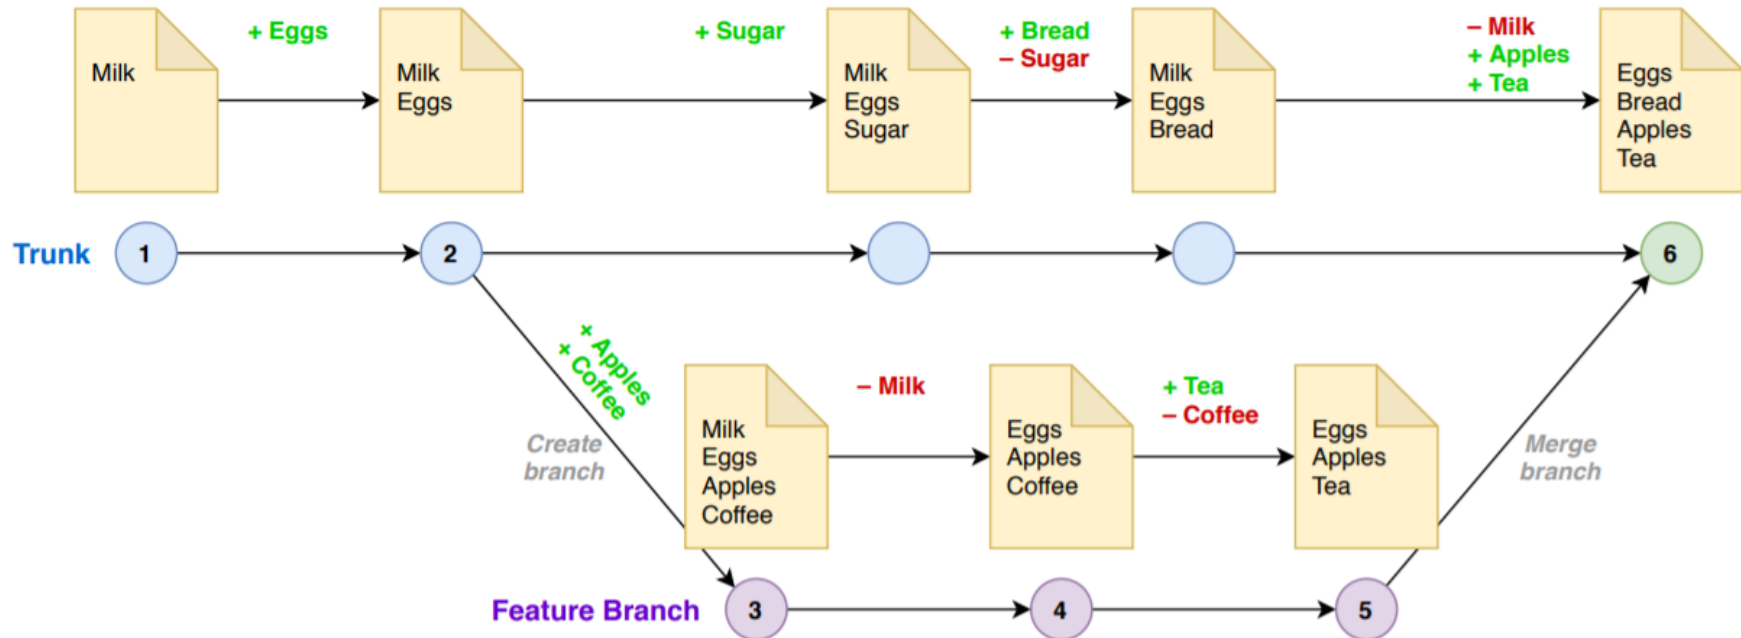 + Eggs
+ Sugar
+ Bread
– Sugar
– Milk
+ Apples
+ Tea
Milk
Milk
Eggs
Milk
Eggs
Sugar
Milk
Eggs
Bread
Eggs
Bread
Apples
Tea
Trunk
1
2
6
+ Apples
+ Coffee
Create
branch
Milk
Eggs
Apples
Coffee
– Milk
Eggs
Apples
Coffee
+ Tea
– Coffee
Eggs
Apples
Tea
Merge
branch
Feature Branch
3
4
5